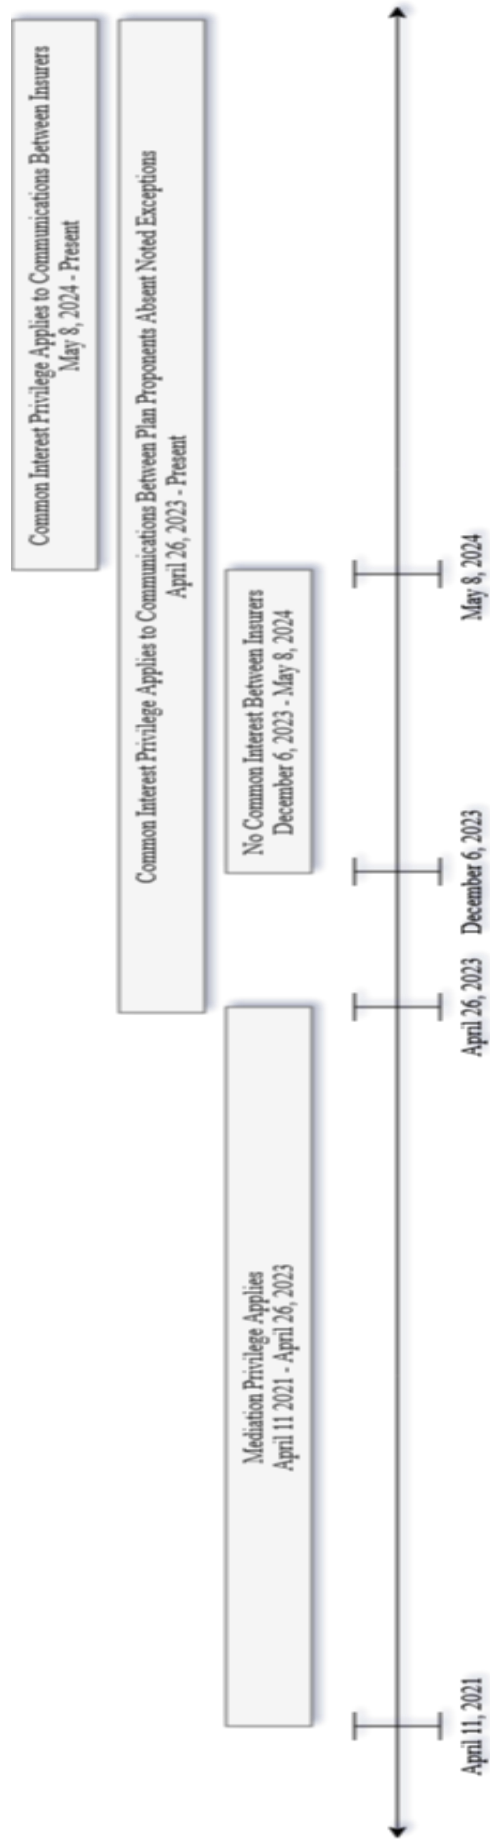 Common Interest Privilege Applies to Communications Between Insurers
May 8, 2024 - Present
Common Interest Privilege Applies to Communications Between Plan Proponents Absent Noted Exceptions
April 26, 2023 - Present
Mediation Privilege Applies
April 11 2021 - April 26, 2023
No Common Interest Between Insurers
December 6, 2023 - May 8, 2024
April 11, 2021
April 26, 2023
December 6, 2023
May 8, 2024